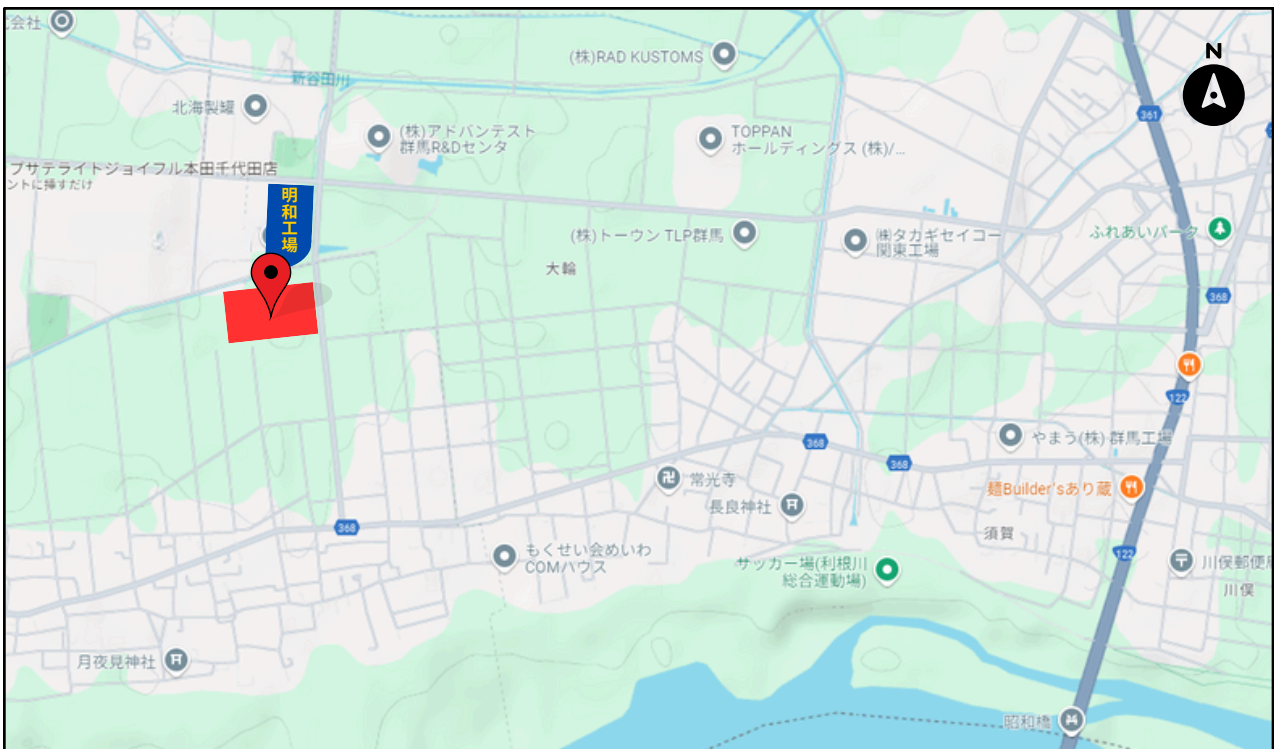 式会社
N
(株)RAD KUSTOMS
新谷田川
北海製罐
(株)アドバンテスト
群馬R&Dセンタ
TOPPAN
ホールディングス (株)/...
361
プサテライトジョイフル本田千代田店
ントに挿すだけ
明和工場
(株)トーウン TLP群馬
㈱タカギセイコー
関東工場
ふれあいパーク
大輪
368
122
368
368
やまう(株) 群馬工場
常光寺
麺Builder'sあり蔵
長良神社
368
須賀
もくせい会めいわ
COMハウス
サッカー場(利根川
総合運動場)
122
川俣郵便局
川俣
月夜見神社
昭和橋